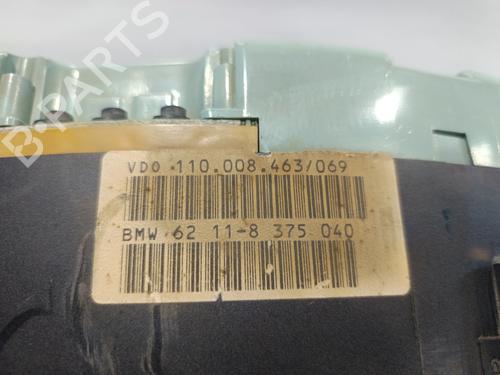 B-PARTS
VDO 110.008.463/069
BMW 62 11-8 375 040